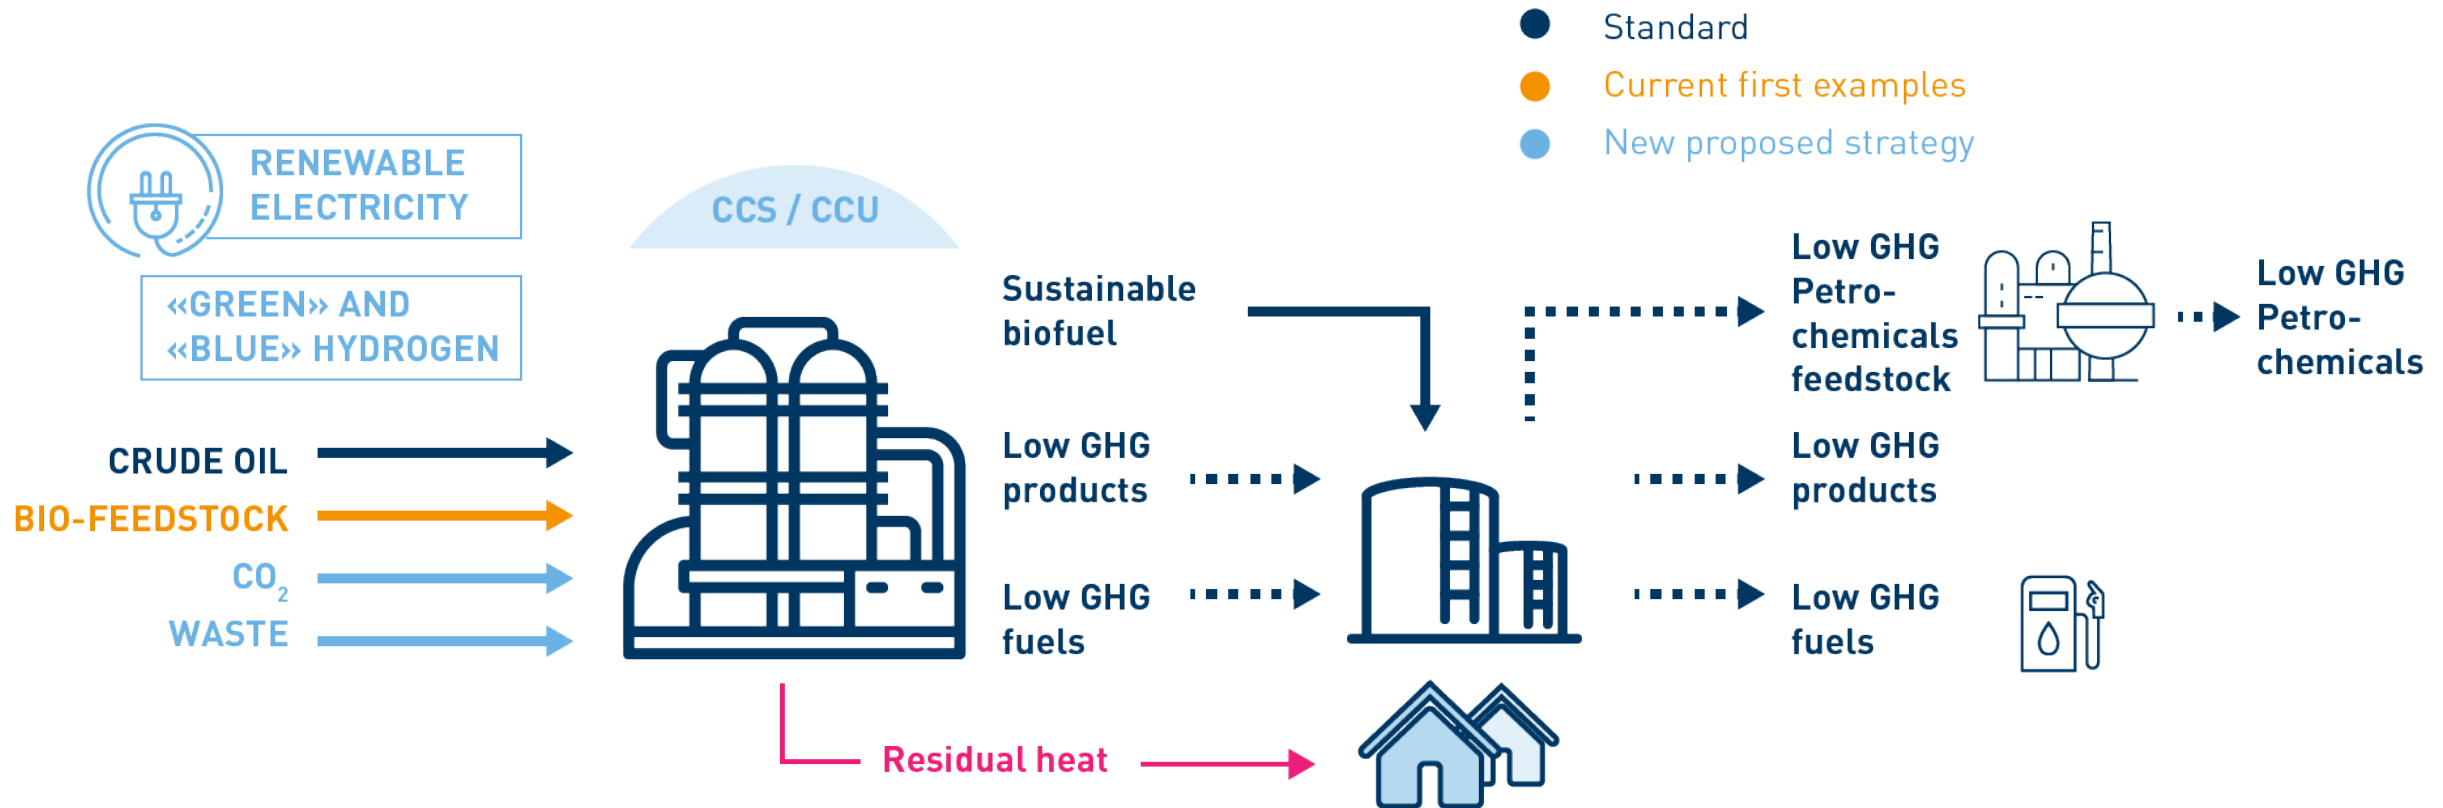 Standard
Current first examples
New proposed strategy
RENEWABLE
ELECTRICITY
«GREEN» AND
«BLUE» HYDROGEN
CRUDE OIL
BIO-FEEDSTOCK
CO₂
WASTE
CCS / CCU
Sustainable
biofuel
Low GHG
products
Low GHG
fuels
Residual heat
Low GHG
Petro-
chemicals
feedstock
Low GHG
products
Low GHG
fuels
Low GHG
Petro-
chemicals